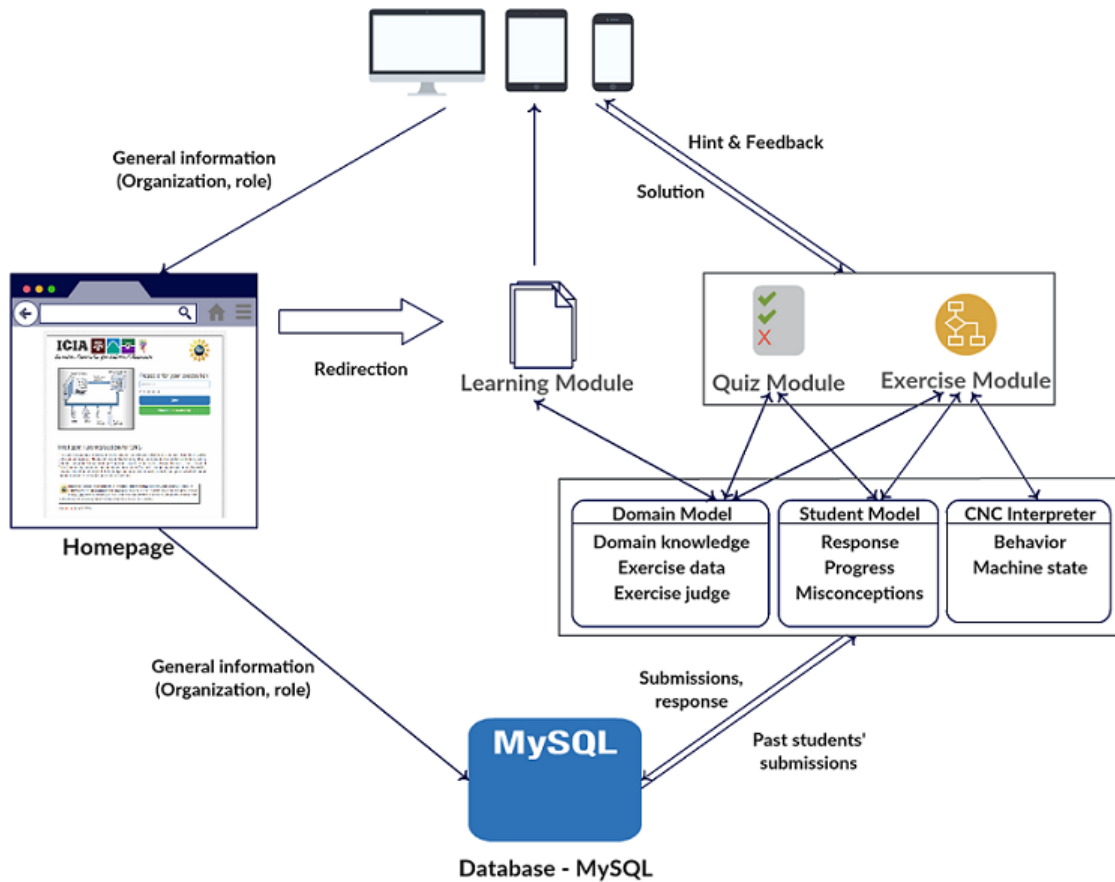 Hint & Feedback
General information
(Organization, role)
Solution
ICIA
Redirection
Learning Module
Quiz Module
Exercise Module
Homepage
Domain Model
Domain knowledge
Exercise data
Exercise judge
Student Model
Response
Progress
Misconceptions
CNC Interpreter
Behavior
Machine state
General information
(Organization, role)
Submissions,
response
Past students'
submissions
MySQL
Database - MySQL